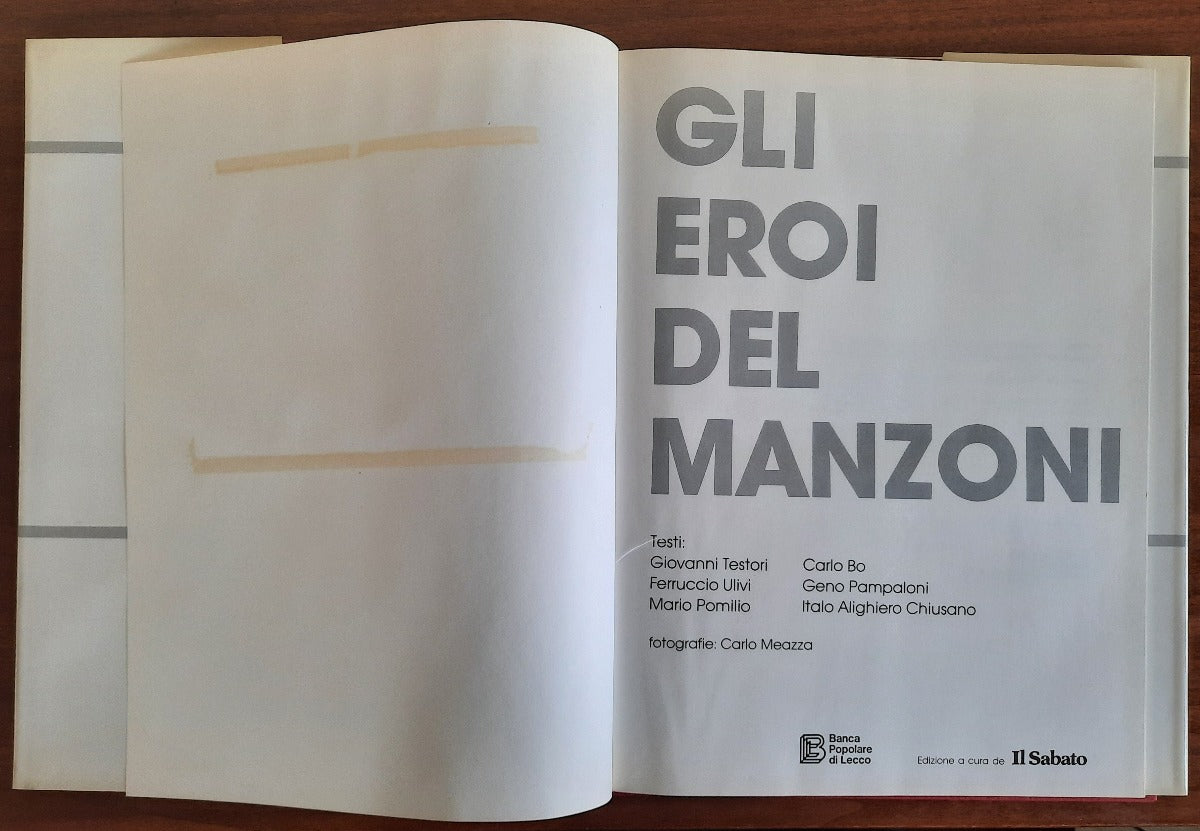 GLI
EROI
DEL
MANZONI
Testi:
Giovanni Testori
Ferruccio Ulivi
Mario Pomilio
Carlo Bo
Geno Pampaloni
Italo Alighiero Chiusano
fotografie: Carlo Meazza
Banca
Popolare
di Lecco
Edizione a cura de Il Sabato